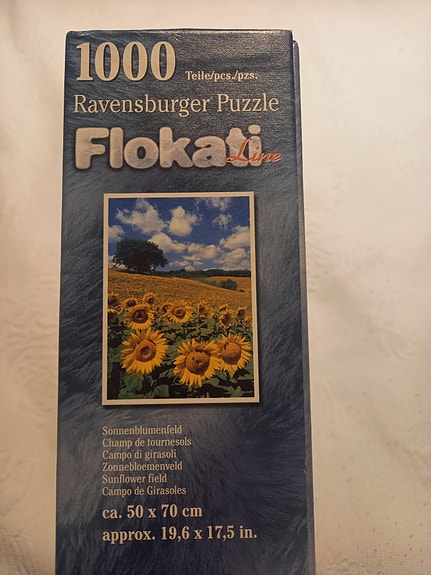 1000 Teile/pcs./pzs.
Ravensburger Puzzle
Flokati Line
Sonnenblumenfeld
Champ de tournesols
Campo di girasoli
Zonnebloemenveld
Sunflower field
Campo de Girasoles
ca. 50 x 70 cm
approx. 19,6 x 17,5 in.